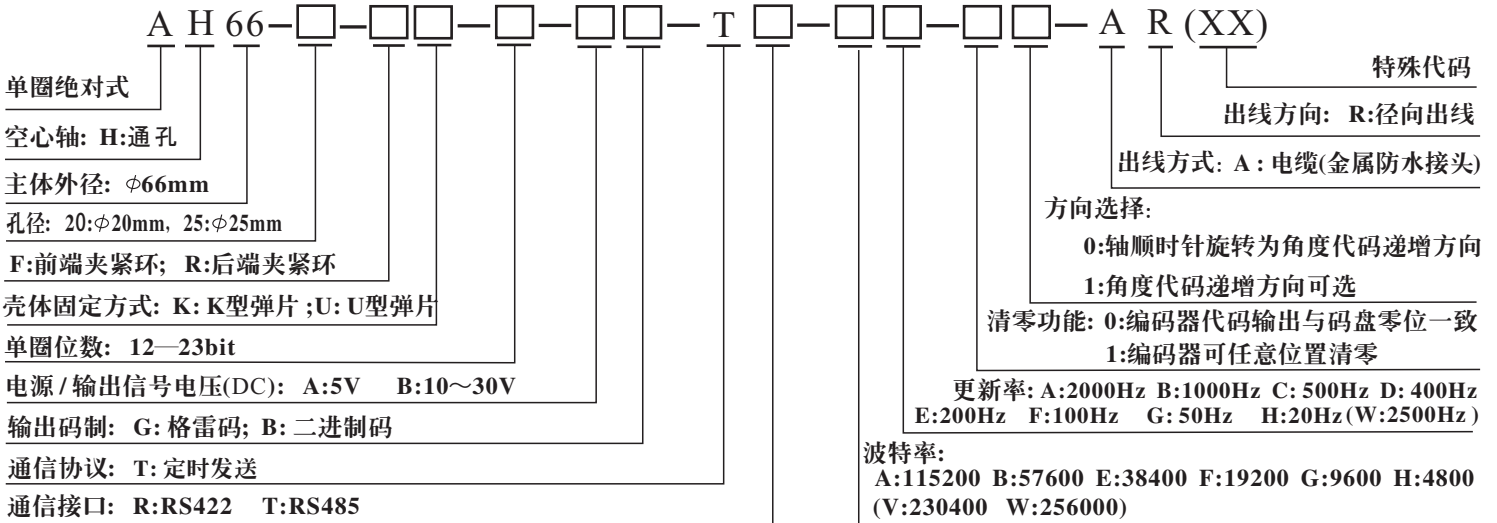 AH66-□-□□-□-□□-T□-□□-□□-AR(XX)
单圈绝对式
空心轴: H:通孔
主体外径: φ66mm
孔径: 20:φ20mm, 25:φ25mm
F:前端夹紧环; R:后端夹紧环
壳体固定方式: K: K型弹片 ;U: U型弹片
单圈位数: 12—23bit
电源 / 输出信号电压(DC): A:5V B:10～30V
输出码制: G: 格雷码; B: 二进制码
通信协议: T: 定时发送
通信接口: R:RS422 T:RS485
特殊代码
出线方向: R:径向出线
出线方式: A : 电缆(金属防水接头)
方向选择:
0:轴顺时针旋转为角度代码递增方向
1:角度代码递增方向可选
清零功能: 0:编码器代码输出与码盘零位一致
1:编码器可任意位置清零
更新率: A:2000Hz B:1000Hz C: 500Hz D: 400Hz
E:200Hz F:100Hz G: 50Hz H:20Hz (W:2500Hz )
波特率:
A:115200 B:57600 E:38400 F:19200 G:9600 H:4800
(V:230400 W:256000)